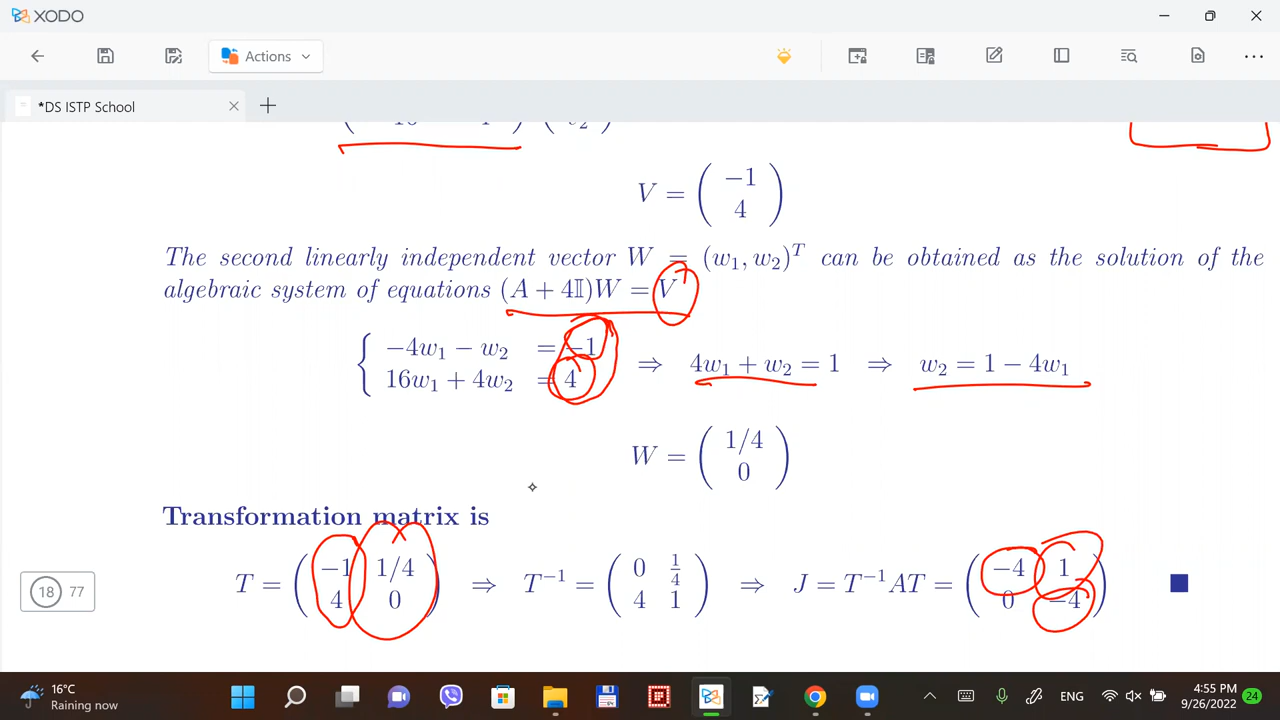 XODO
Actions
*DS ISTP School
V = ( −1
4 )
The second linearly independent vector W = (w₁, w₂)ᵀ can be obtained as the solution of the
algebraic system of equations (A + 4𝕀)W = V
{ −4w₁ − w₂ = −1
16w₁ + 4w₂ = 4 ⇒ 4w₁ + w₂ = 1 ⇒ w₂ = 1 − 4w₁
W = ( 1/4
0 )
Transformation matrix is
T = ( −1 1/4
4 0 ) ⇒ T⁻¹ = ( 0 1/4
4 1 ) ⇒ J = T⁻¹AT = ( −4 1
0 −4 ) ■
18 77
16°C
Raining now
ENG
4:55 PM
9/26/2022
24